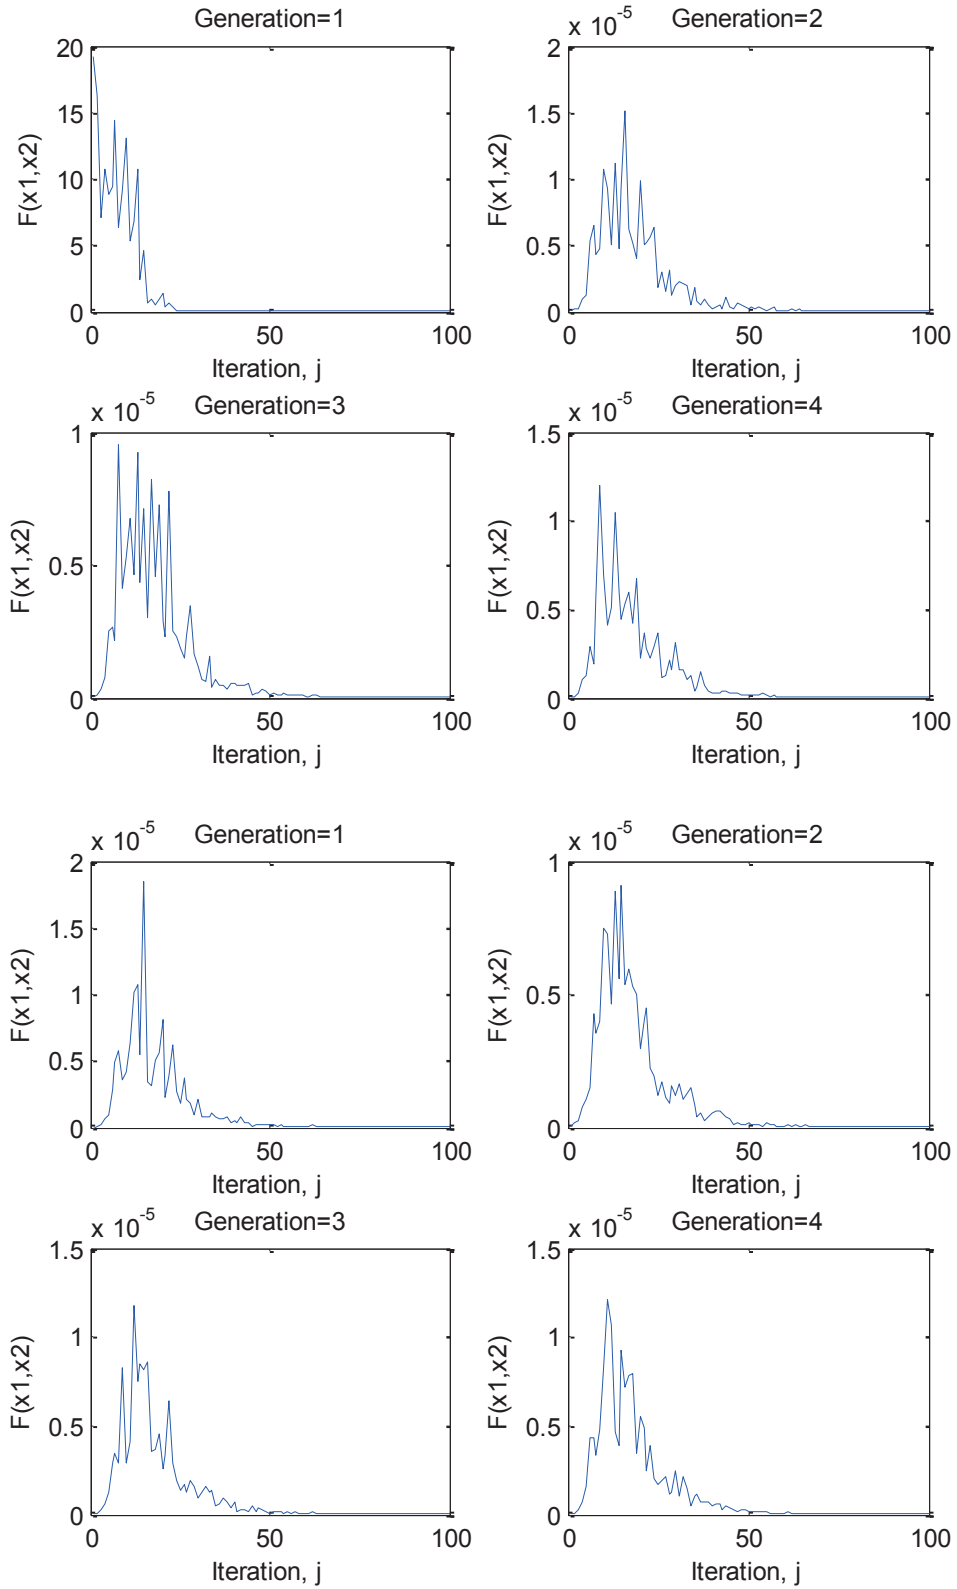 Generation=1
20
15
10
5
0
F(x1,x2)
0 50 100
Iteration, j
x 10^-5 Generation=2
2
1.5
1
0.5
0
F(x1,x2)
0 50 100
Iteration, j
x 10^-5 Generation=3
1
0.5
0
F(x1,x2)
0 50 100
Iteration, j
x 10^-5 Generation=4
1.5
1
0.5
0
F(x1,x2)
0 50 100
Iteration, j
x 10^-5 Generation=1
2
1.5
1
0.5
0
F(x1,x2)
0 50 100
Iteration, j
x 10^-5 Generation=2
1
0.5
0
F(x1,x2)
0 50 100
Iteration, j
x 10^-5 Generation=3
1.5
1
0.5
0
F(x1,x2)
0 50 100
Iteration, j
x 10^-5 Generation=4
1.5
1
0.5
0
F(x1,x2)
0 50 100
Iteration, j